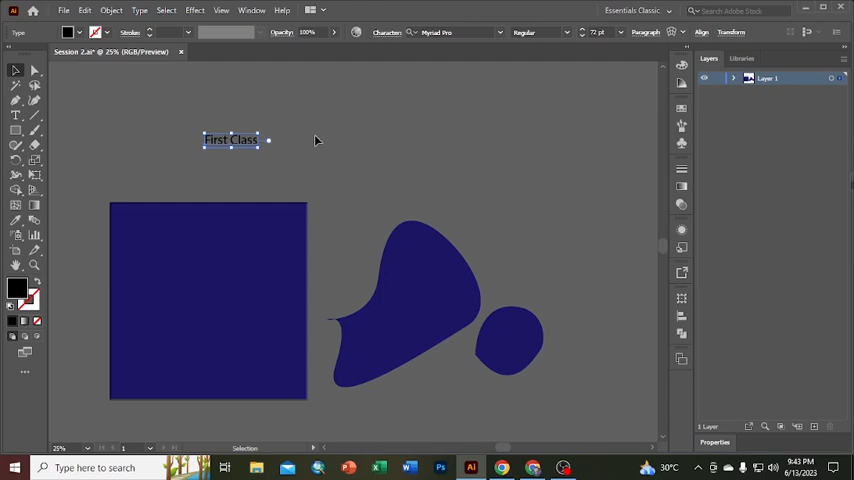 Ai File Edit Object Type Select Effect View Window Help Essentials Classic Search Adobe Stock
Type Stroke: Opacity: 100% Character: Myriad Pro Regular 72 pt Paragraph Align Transform
Session 2.ai* @ 25% (RGB/Preview) ×
Layers Libraries
Layer 1
First Class
1 Layer
Properties
25% 1 Selection
Type here to search Ai 30°C 9:43 PM
6/13/2023